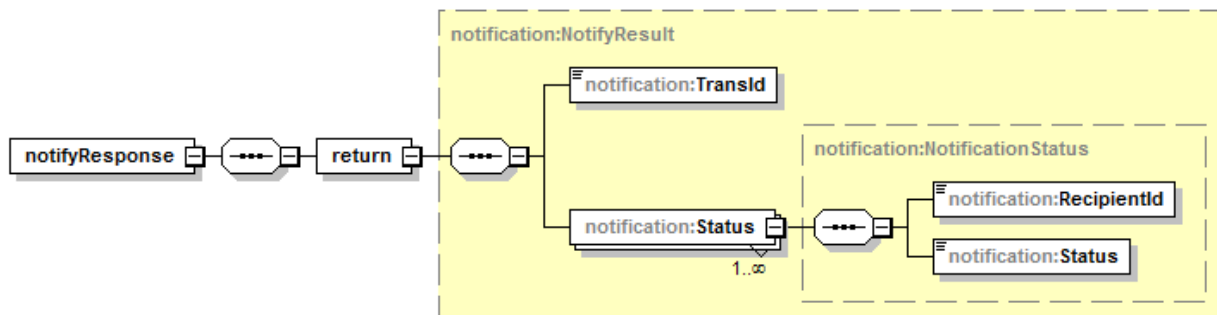 notification:NotifyResult
notification:TransId
notifyResponse
return
notification:NotificationStatus
notification:RecipientId
notification:Status
1..∞
notification:Status